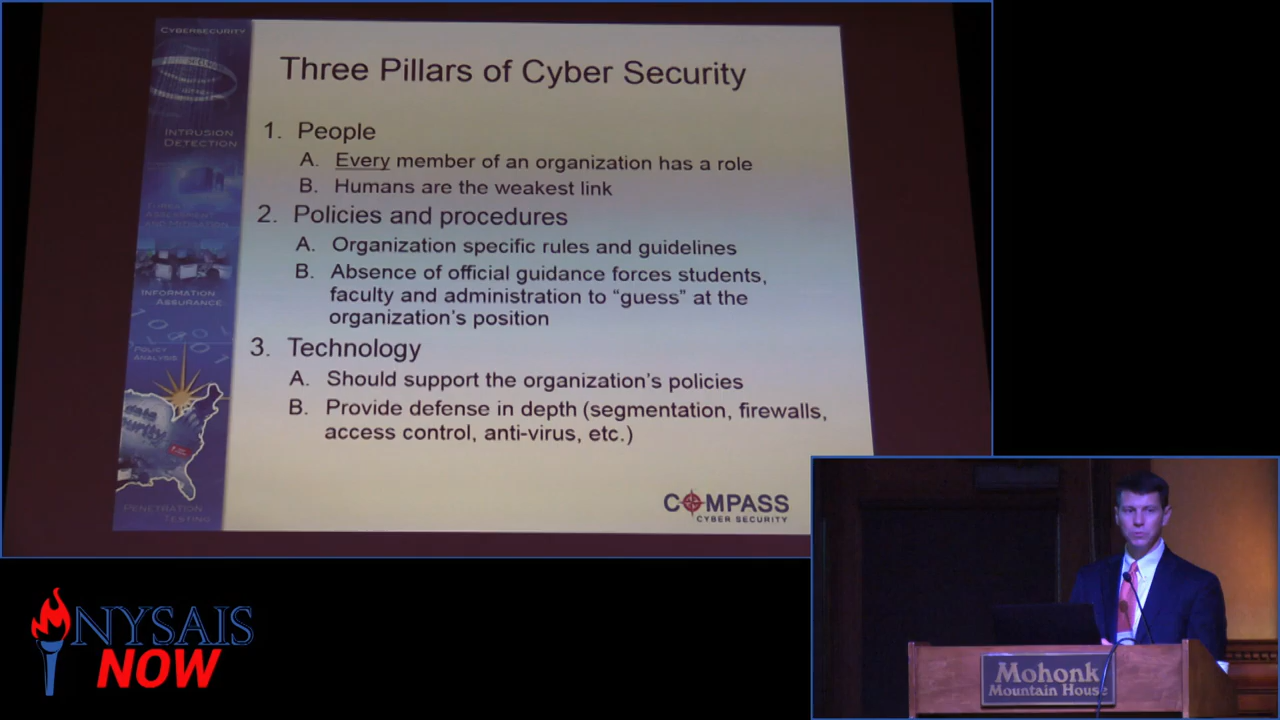 CYBERSECURITY
Three Pillars of Cyber Security
1. People
A. Every member of an organization has a role
B. Humans are the weakest link
2. Policies and procedures
A. Organization specific rules and guidelines
B. Absence of official guidance forces students,
faculty and administration to “guess” at the
organization’s position
3. Technology
A. Should support the organization’s policies
B. Provide defense in depth (segmentation, firewalls,
access control, anti-virus, etc.)
INTRUSION
DETECTION
ASSESSMENT
INFORMATION
ASSURANCE
POLICY
ANALYSIS
PENETRATION
TESTING
COMPASS
CYBER SECURITY
NYSAIS
NOW
Mohonk
Mountain House